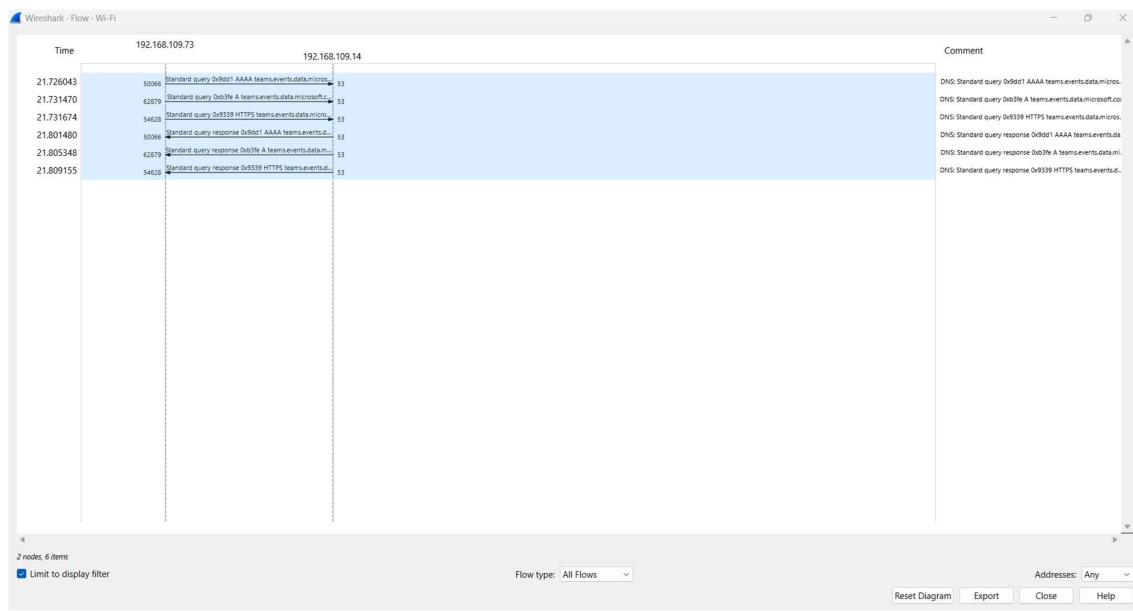 Wireshark - Flow - Wi-Fi
Time
192.168.109.73
192.168.109.14
Comment
21.726043 50066 Standard query 0x9dd1 AAAA teams.events.data.micros... 53 DNS: Standard query 0x9dd1 AAAA teams.events.data.micros.
21.731470 62879 Standard query 0xb3fe A teams.events.data.microsoft.c... 53 DNS: Standard query 0xb3fe A teams.events.data.microsoft.co
21.731674 54628 Standard query 0x9339 HTTPS teams.events.data.micro... 53 DNS: Standard query 0x9339 HTTPS teams.events.data.micros.
21.801480 50066 Standard query response 0x9dd1 AAAA teams.events.d... 53 DNS: Standard query response 0x9dd1 AAAA teams.events.da
21.805348 62879 Standard query response 0xb3fe A teams.events.data.m... 53 DNS: Standard query response 0xb3fe A teams.events.data.mi.
21.809155 54628 Standard query response 0x9339 HTTPS teams.events.d... 53 DNS: Standard query response 0x9339 HTTPS teams.events.d..
2 nodes, 6 items
Limit to display filter
Flow type: All Flows
Addresses: Any
Reset Diagram Export Close Help